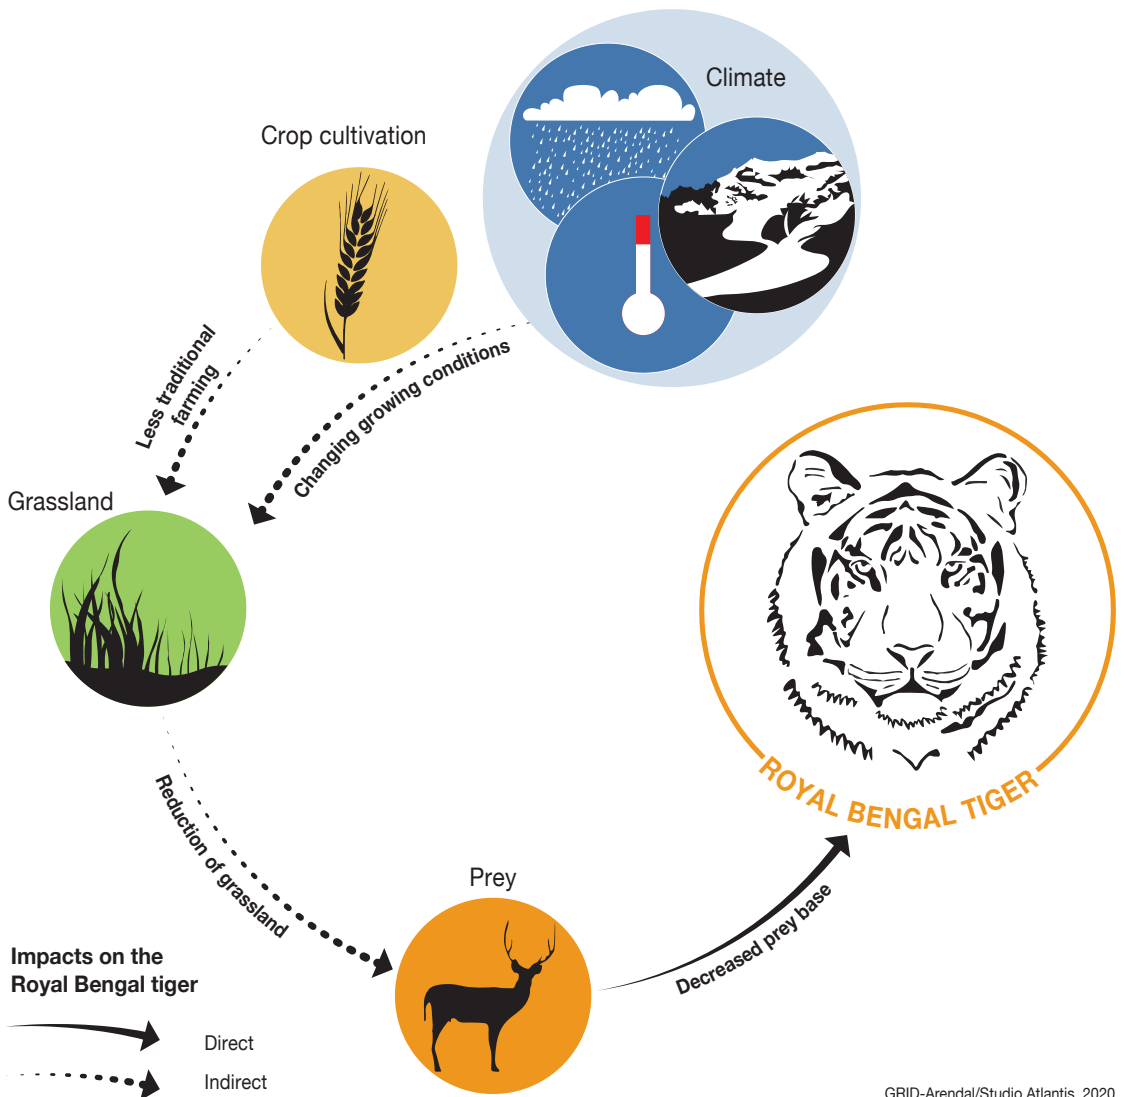 Climate
Crop cultivation
Less traditional
farming
Changing growing conditions
Grassland
ROYAL BENGAL TIGER
Reduction of grassland
Prey
Decreased prey base
Impacts on the
Royal Bengal tiger
Direct
Indirect
GRID-Arendal/Studio Atlantis, 2020